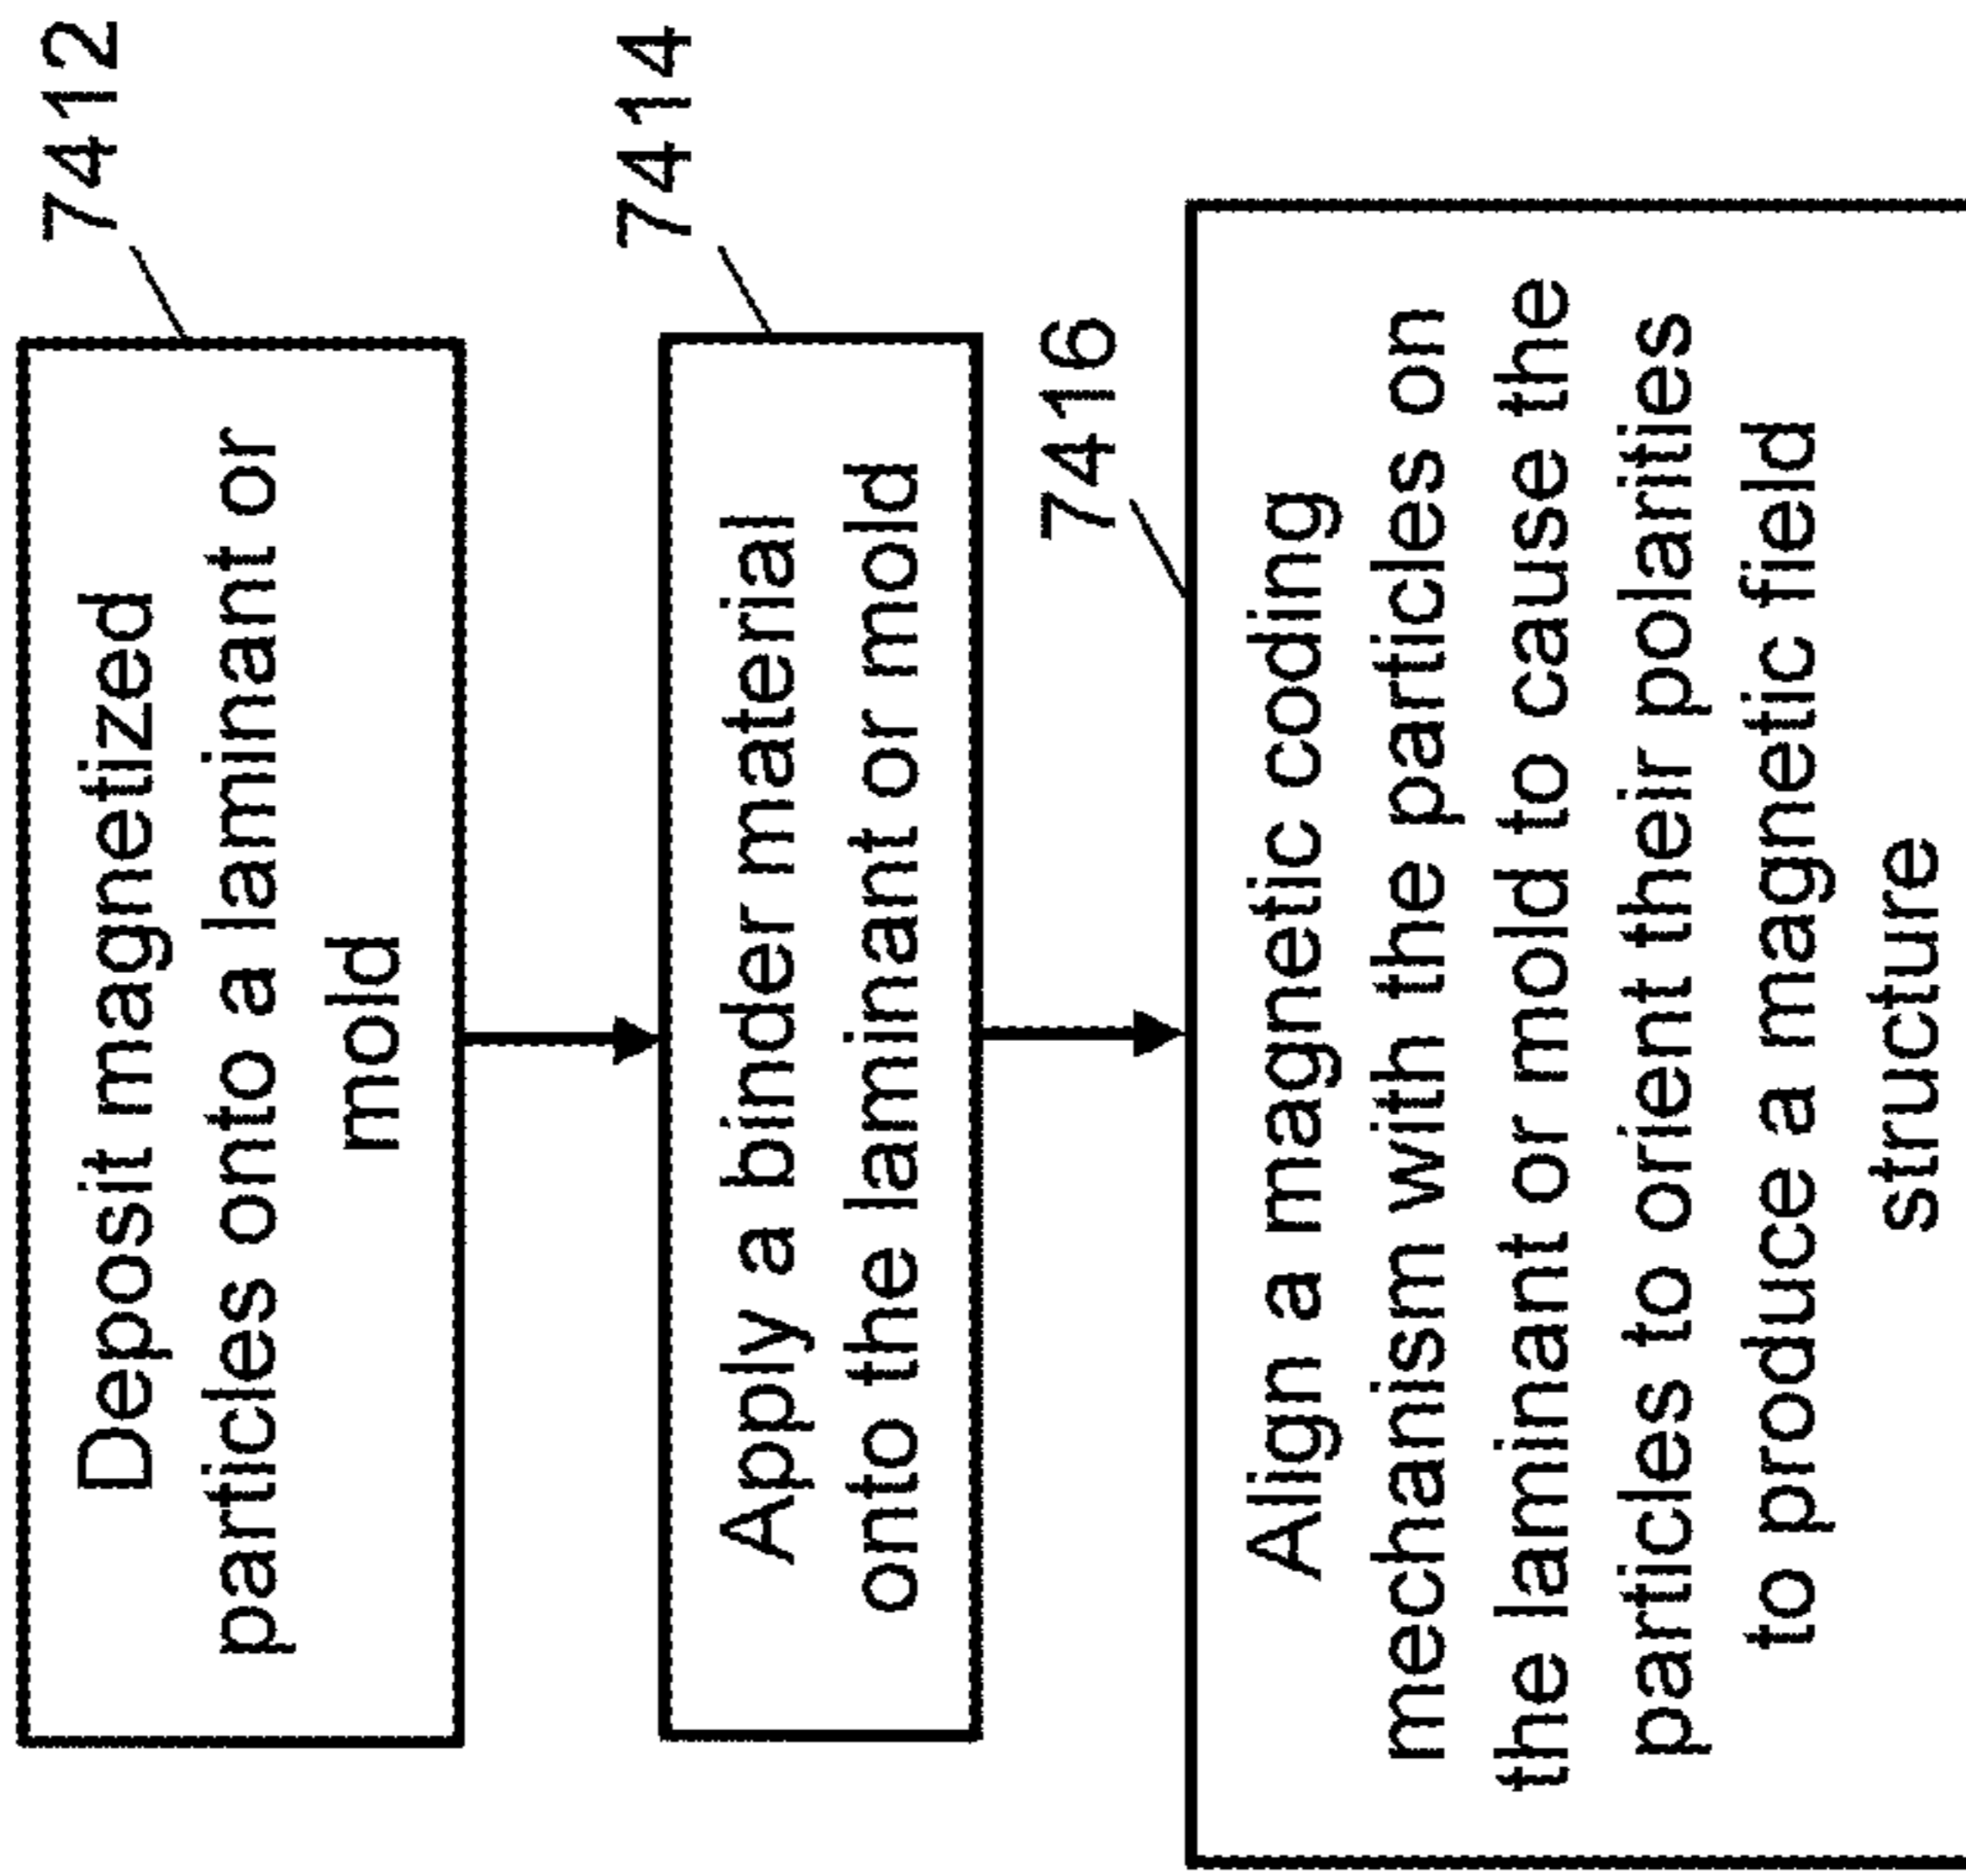 7412
Deposit magnetized
particles onto a laminant or
mold
7414
Apply a binder material
onto the laminant or mold
7416
Align a magnetic coding
mechanism with the particles on
the laminant or mold to cause the
particles to orient their polarities
to produce a magnetic field
structure